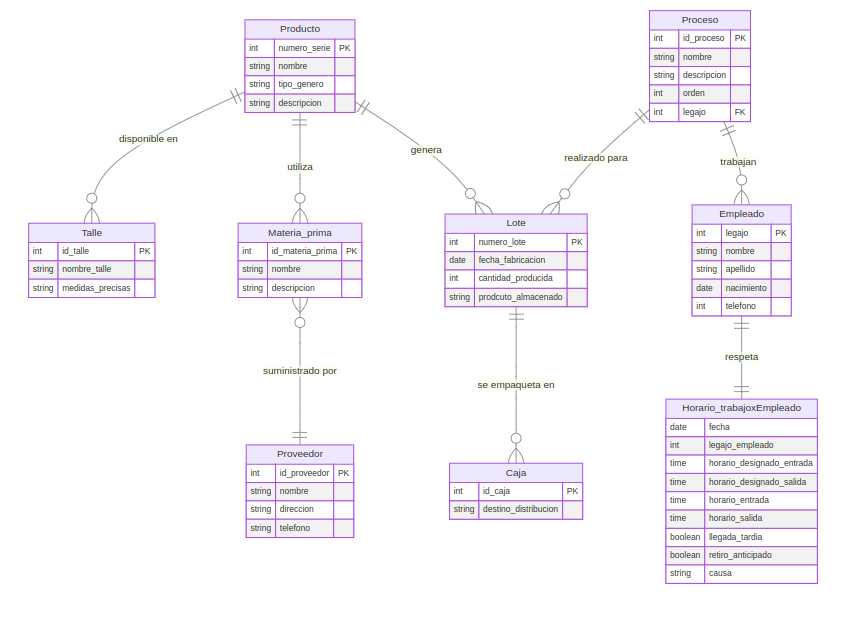 Producto
int numero_serie PK
string nombre
string tipo_genero
string descripcion
Proceso
int id_proceso PK
string nombre
string descripcion
int orden
int legajo FK
disponible en
utiliza
genera
realizado para
trabajan
Talle
int id_talle PK
string nombre_talle
string medidas_precisas
Materia_prima
int id_materia_prima PK
string nombre
string descripcion
Lote
int numero_lote PK
date fecha_fabricacion
int cantidad_producida
string prodcuto_almacenado
Empleado
int legajo PK
string nombre
string apellido
date nacimiento
int telefono
suministrado por
se empaqueta en
respeta
Proveedor
int id_proveedor PK
string nombre
string direccion
string telefono
Caja
int id_caja PK
string destino_distribucion
Horario_trabajoxEmpleado
date fecha
int legajo_empleado
time horario_designado_entrada
time horario_designado_salida
time horario_entrada
time horario_salida
boolean llegada_tardia
boolean retiro_anticipado
string causa